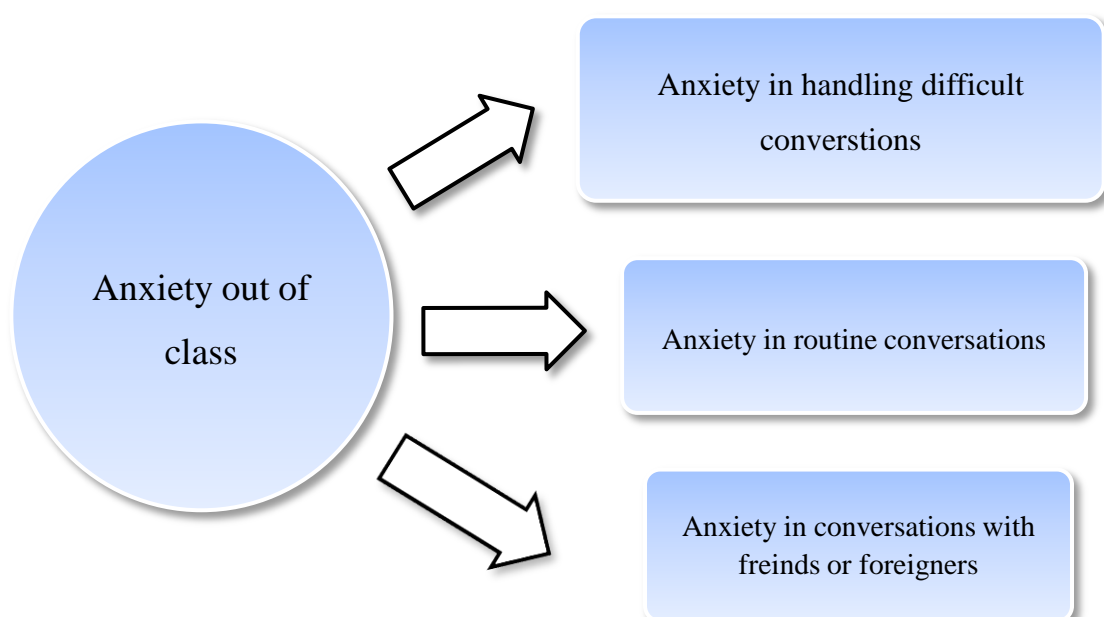 Anxiety out of
class
Anxiety in handling difficult
converstions
Anxiety in routine conversations
Anxiety in conversations with
freinds or foreigners